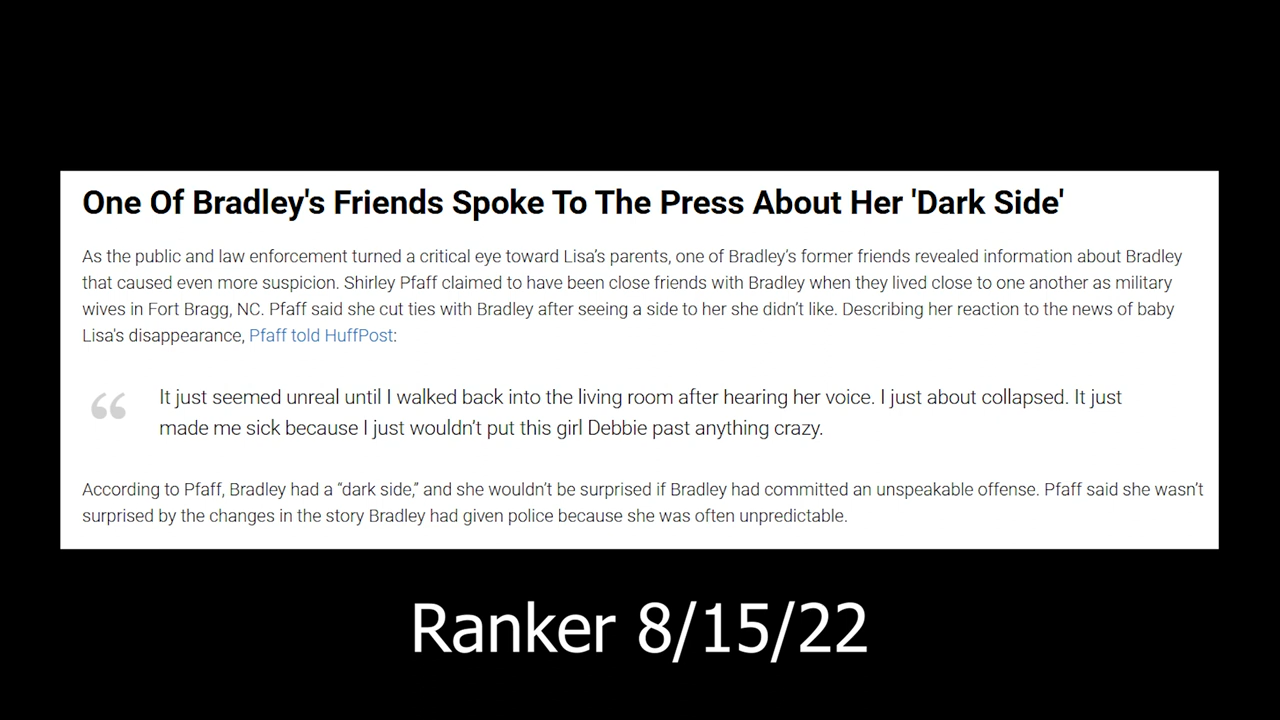 One Of Bradley's Friends Spoke To The Press About Her 'Dark Side'
As the public and law enforcement turned a critical eye toward Lisa’s parents, one of Bradley’s former friends revealed information about Bradley
that caused even more suspicion. Shirley Pfaff claimed to have been close friends with Bradley when they lived close to one another as military
wives in Fort Bragg, NC. Pfaff said she cut ties with Bradley after seeing a side to her she didn’t like. Describing her reaction to the news of baby
Lisa's disappearance, Pfaff told HuffPost:
“
It just seemed unreal until I walked back into the living room after hearing her voice. I just about collapsed. It just
made me sick because I just wouldn’t put this girl Debbie past anything crazy.
According to Pfaff, Bradley had a “dark side,” and she wouldn’t be surprised if Bradley had committed an unspeakable offense. Pfaff said she wasn’t
surprised by the changes in the story Bradley had given police because she was often unpredictable.
Ranker 8/15/22